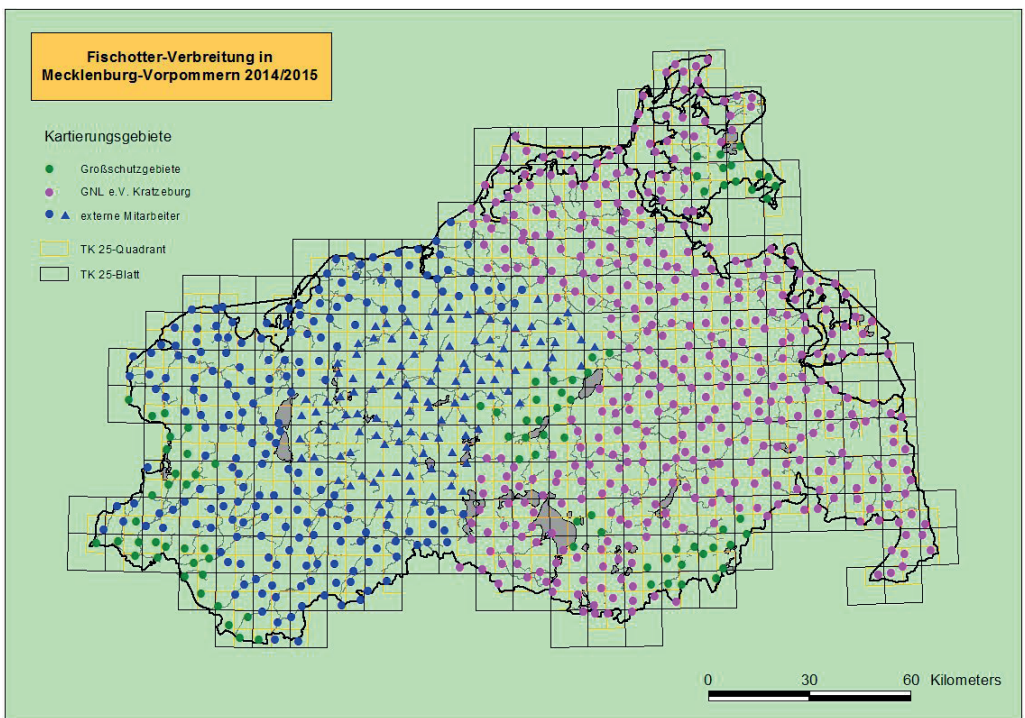 Fischotter-Verbreitung in
Mecklenburg-Vorpommern 2014/2015
Kartierungsgebiete
Großschutzgebiete
GNL e.V. Kratzeburg
externe Mitarbeiter
TK 25-Quadrant
TK 25-Blatt
0 30 60 Kilometers